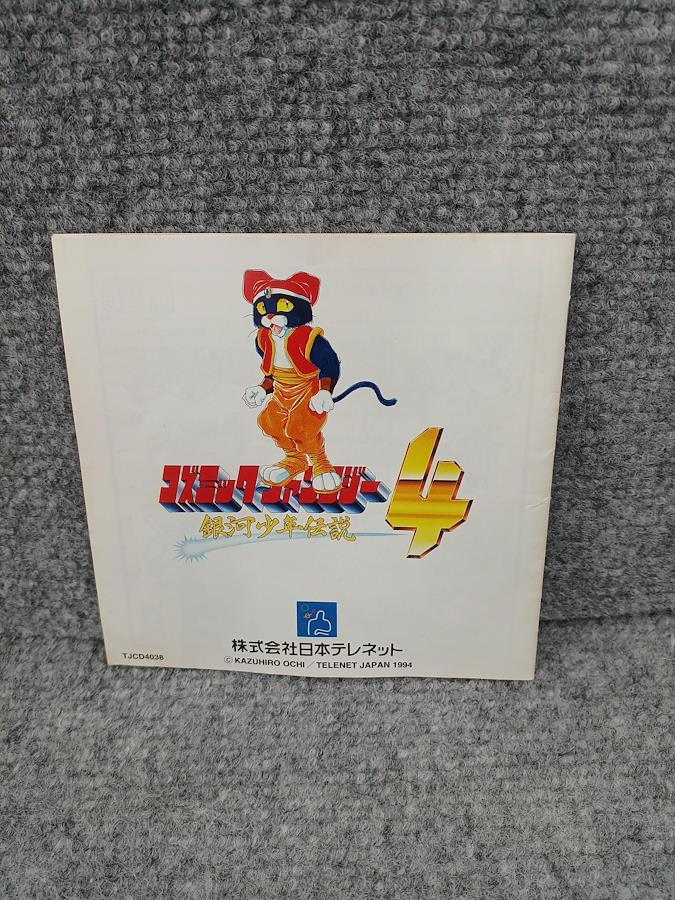 コズミック・ファンタジー4
銀河少年伝説
株式会社日本テレネット
TJCD4038
© KAZUHIRO OCHI / TELENET JAPAN 1994